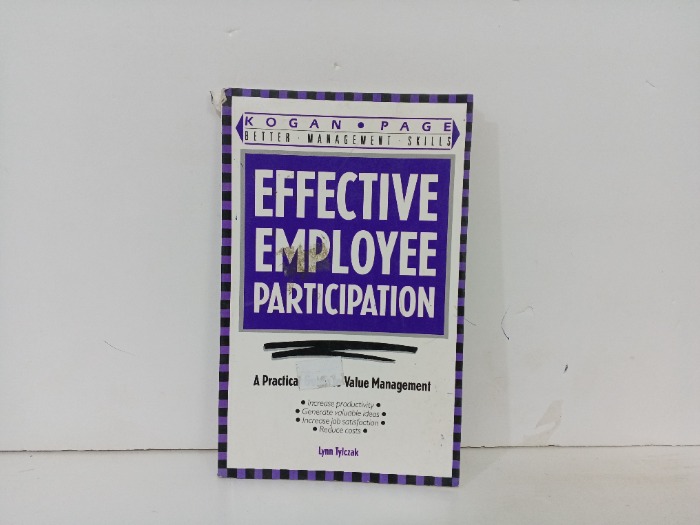 KOGAN • PAGE
BETTER · MANAGEMENT · SKILLS
EFFECTIVE
EMPLOYEE
PARTICIPATION
A Practical Value Management
• Increase productivity •
• Generate valuable ideas •
• Increase job satisfaction •
• Reduce costs •
Lynn Tylczak